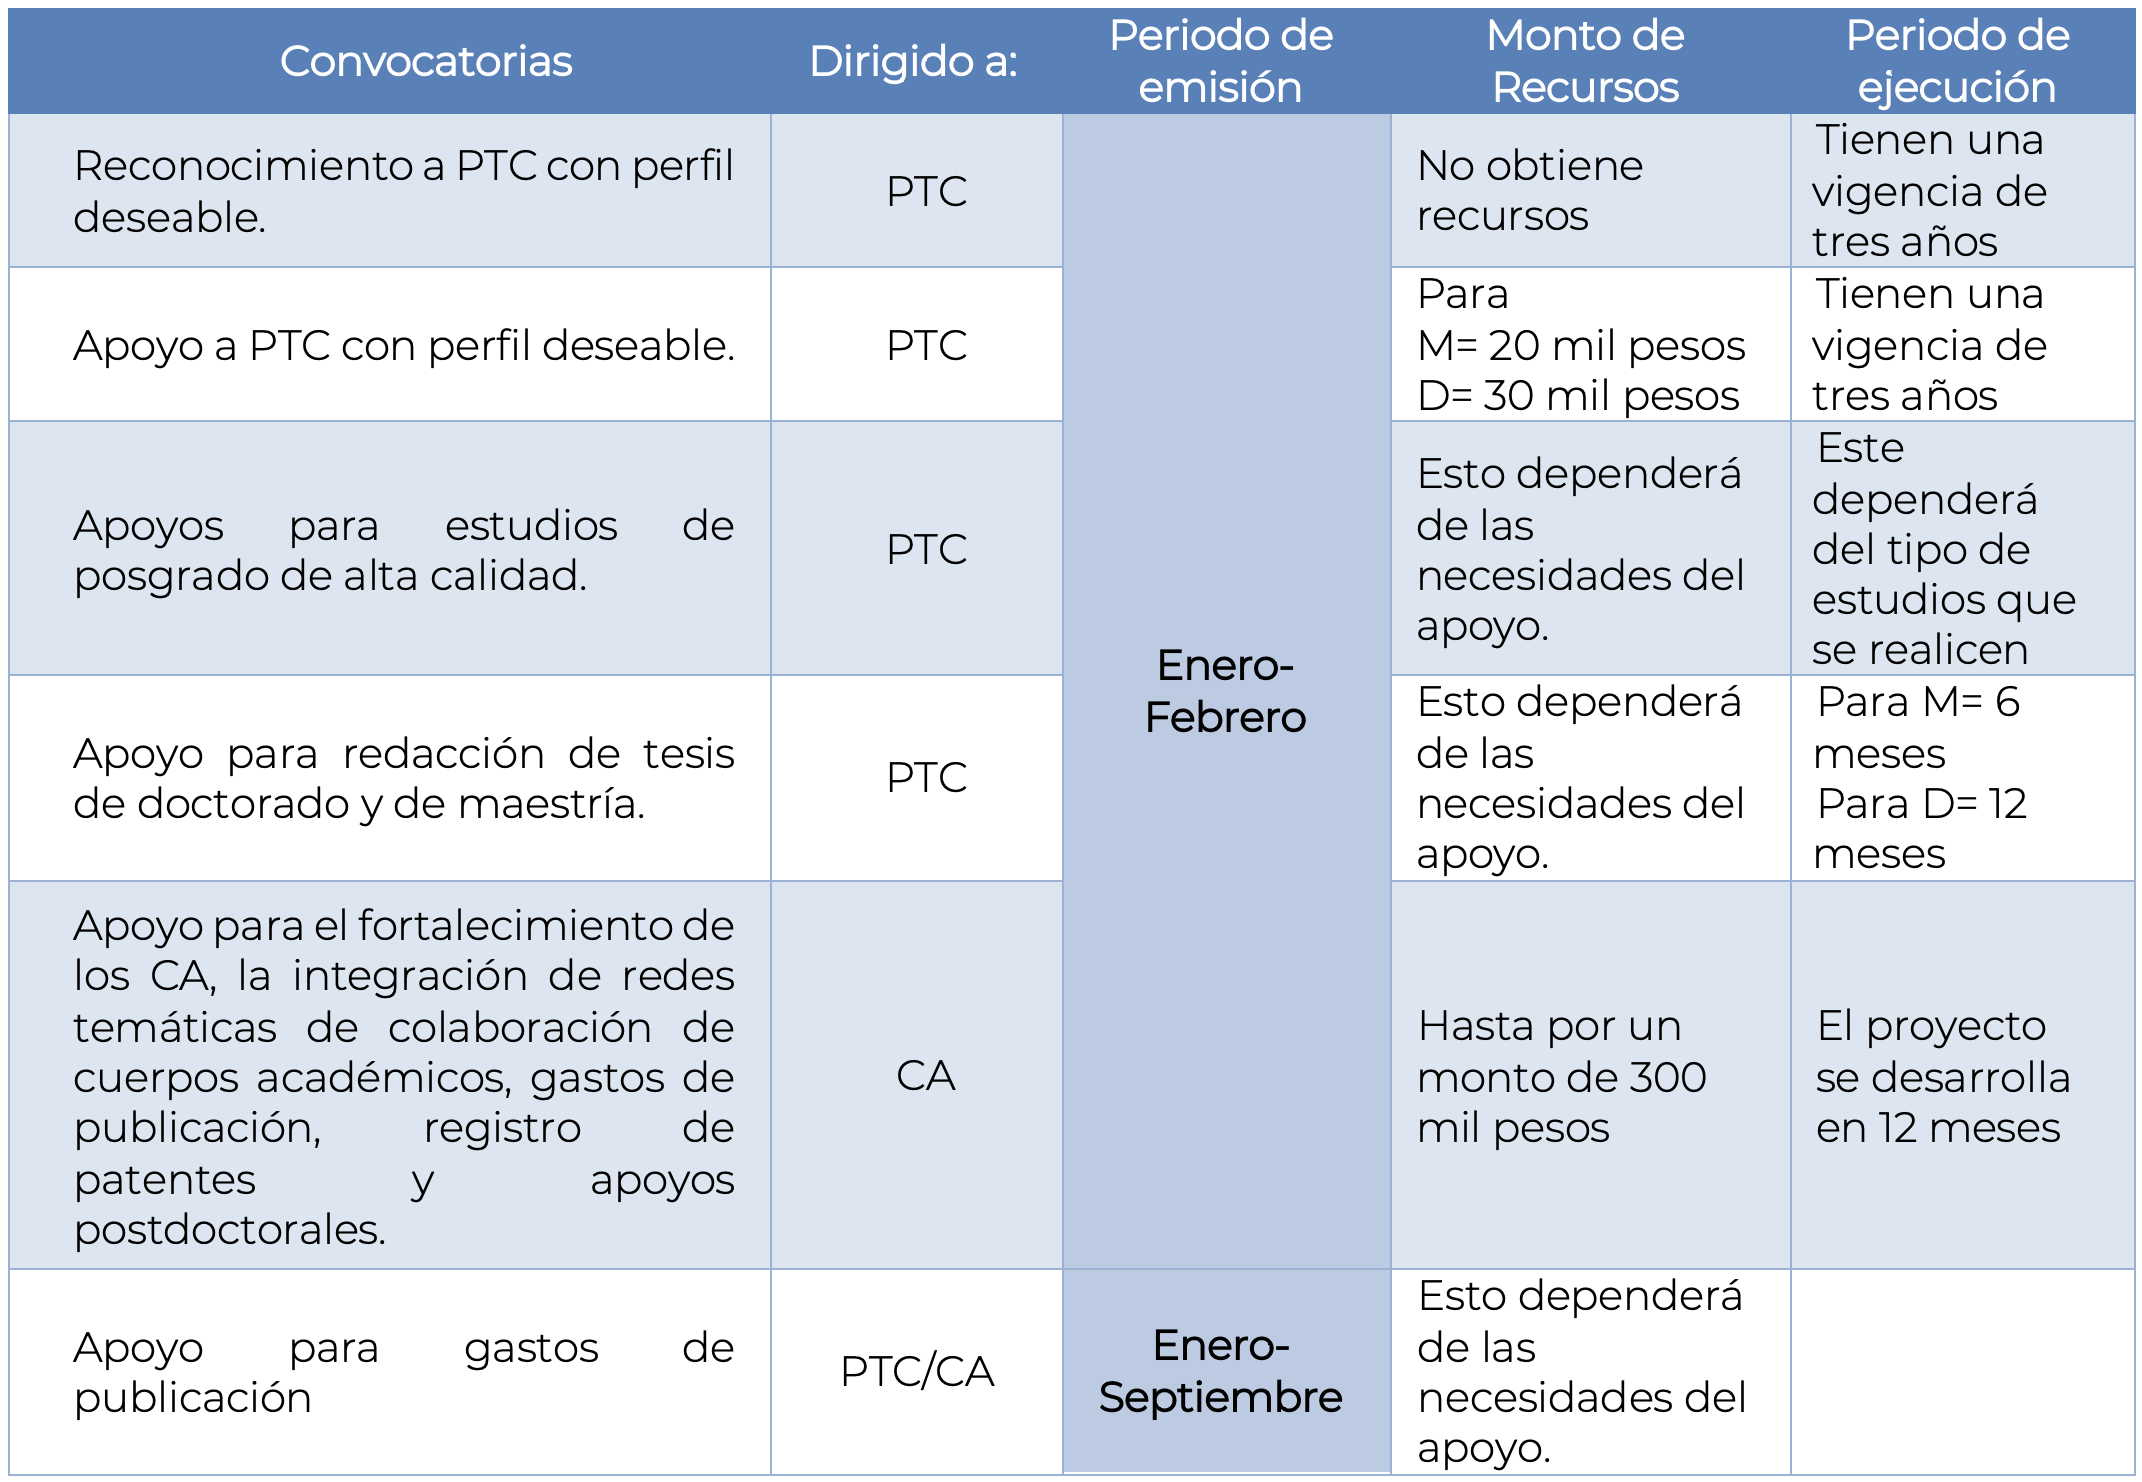 Convocatorias
Dirigido a:
Periodo de
emisión
Monto de
Recursos
Periodo de
ejecución
Reconocimiento a PTC con perfil
deseable.
PTC
No obtiene
recursos
Tienen una
vigencia de
tres años
Apoyo a PTC con perfil deseable.
PTC
Para
M= 20 mil pesos
D= 30 mil pesos
Tienen una
vigencia de
tres años
Apoyos para estudios de
posgrado de alta calidad.
PTC
Esto dependerá
de las
necesidades del
apoyo.
Este
dependerá
del tipo de
estudios que
se realicen
Enero-
Febrero
Apoyo para redacción de tesis
de doctorado y de maestría.
PTC
Esto dependerá
de las
necesidades del
apoyo.
Para M= 6
meses
Para D= 12
meses
Apoyo para el fortalecimiento de
los CA, la integración de redes
temáticas de colaboración de
cuerpos académicos, gastos de
publicación, registro de
patentes y apoyos
postdoctorales.
CA
Hasta por un
monto de 300
mil pesos
El proyecto
se desarrolla
en 12 meses
Apoyo para gastos de
publicación
PTC/CA
Enero-
Septiembre
Esto dependerá
de las
necesidades del
apoyo.